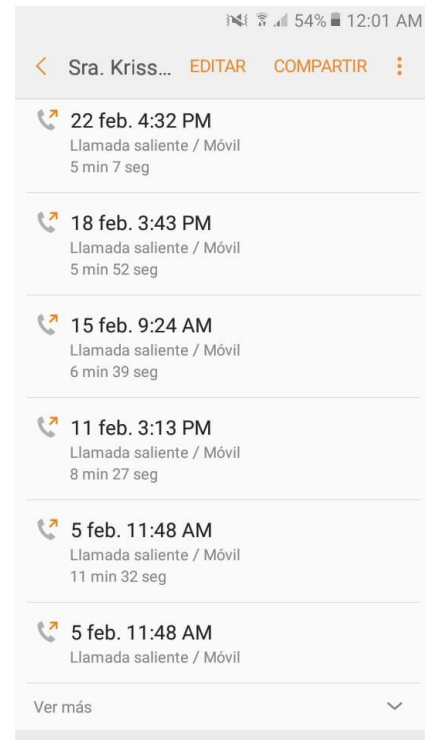 54% 12:01 AM
Sra. Kriss... EDITAR COMPARTIR
22 feb. 4:32 PM
Llamada saliente / Móvil
5 min 7 seg
18 feb. 3:43 PM
Llamada saliente / Móvil
5 min 52 seg
15 feb. 9:24 AM
Llamada saliente / Móvil
6 min 39 seg
11 feb. 3:13 PM
Llamada saliente / Móvil
8 min 27 seg
5 feb. 11:48 AM
Llamada saliente / Móvil
11 min 32 seg
5 feb. 11:48 AM
Llamada saliente / Móvil
Ver más